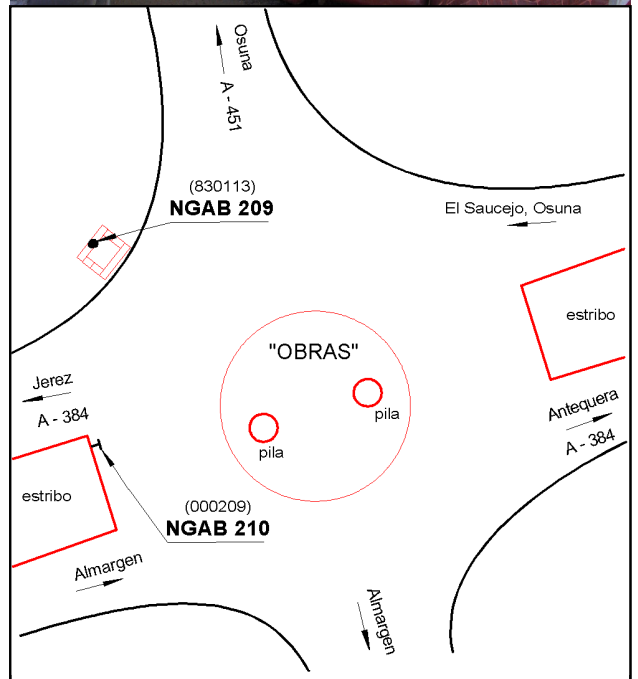 Osuna
A - 451
(830113)
NGAB 209
El Saucejo, Osuna
estribo
"OBRAS"
Jerez
A - 384
pila
pila
Antequera
A - 384
estribo
(000209)
NGAB 210
Almargen
Almargen